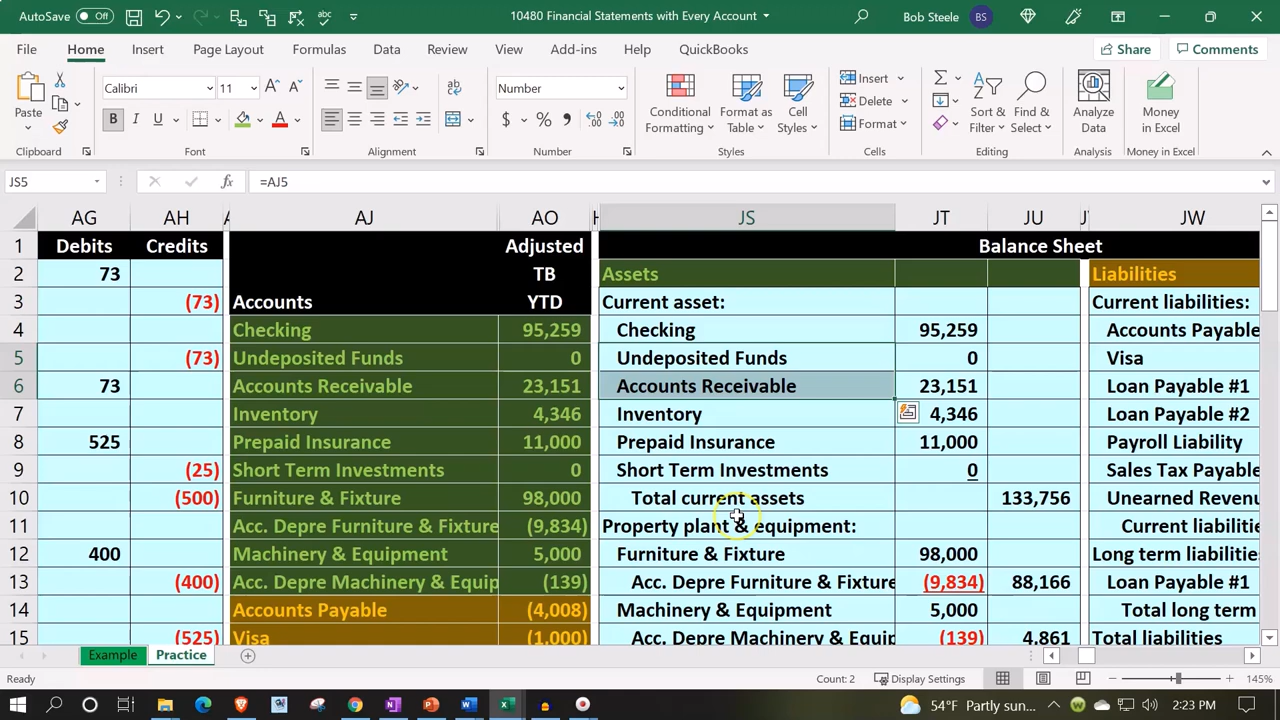 AutoSave Off 10480 Financial Statements with Every Account Bob Steele BS
File Home Insert Page Layout Formulas Data Review View Add-ins Help QuickBooks Share Comments
Calibri 11 Number Insert
Paste Conditional Format as Cell Delete Sort & Find & Analyze Money
B I U A $ % Formatting Table Styles Format Filter Select Data in Excel
Clipboard Font Alignment Number Styles Cells Editing Analysis Money in Excel
JS5 fx =AJ5
AG AH A AJ AO H JS JT JU JV JW
1 Debits Credits Adjusted Balance Sheet
2 73 TB Assets Liabilities
3 (73) Accounts YTD Current asset: Current liabilities:
4 Checking 95,259 Checking 95,259 Accounts Payable
5 (73) Undeposited Funds 0 Undeposited Funds 0 Visa
6 73 Accounts Receivable 23,151 Accounts Receivable 23,151 Loan Payable #1
7 Inventory 4,346 Inventory 4,346 Loan Payable #2
8 525 Prepaid Insurance 11,000 Prepaid Insurance 11,000 Payroll Liability
9 (25) Short Term Investments 0 Short Term Investments 0 Sales Tax Payable
10 (500) Furniture & Fixture 98,000 Total current assets 133,756 Unearned Revenu
11 Acc. Depre Furniture & Fixture (9,834) Property plant & equipment: Current liabilitie
12 400 Machinery & Equipment 5,000 Furniture & Fixture 98,000 Long term liabilities
13 (400) Acc. Depre Machinery & Equip (139) Acc. Depre Furniture & Fixture (9,834) 88,166 Loan Payable #1
14 Accounts Payable (4,008) Machinery & Equipment 5,000 Total long term
15 (525) Visa (1,000) Acc. Depre Machinery & Equip (139) 4,861 Total liabilities
Example Practice
Ready Count: 2 Display Settings 145%
54°F Partly sun... 2:23 PM